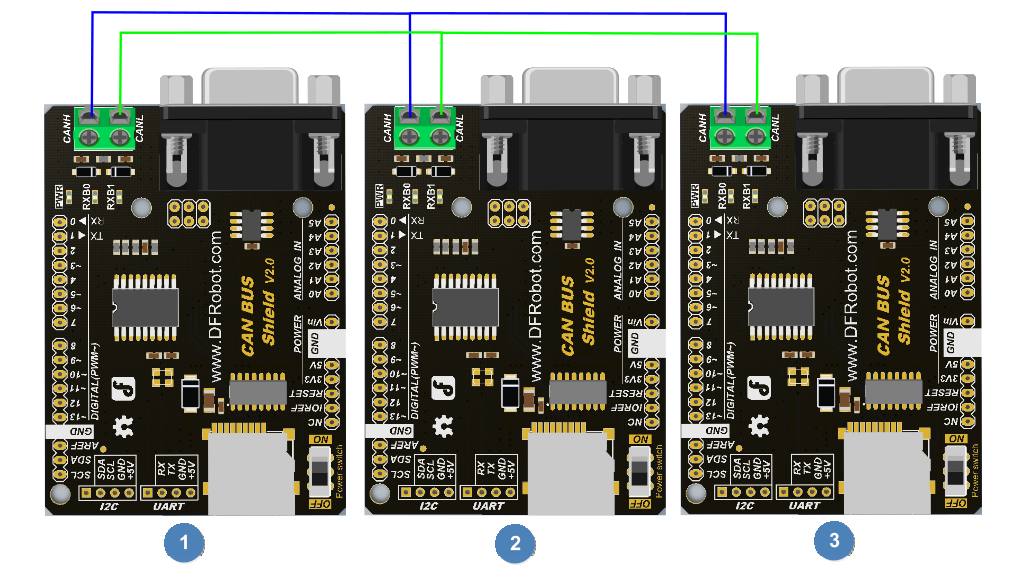 CANH
CANL
PWR
RXB0
RXB1
0
RX
1
TX
2
~3
4
~5
~6
7
8
~9
~10
~11
12
~13
DIGITAL(PWM~)
GND
AREF
SDA
SCL
SDA
SCL
GND
+5V
I2C
RX
TX
GND
+5V
UART
www.DFRobot.com
CAN BUS
Shield V2.0
A5
A4
A3
A2
A1
A0
ANALOG IN
Vin
GND
5V
3V3
RESET
IOREF
NC
POWER
ON
Power switch
OFF
1
CANH
CANL
PWR
RXB0
RXB1
0
RX
1
TX
2
~3
4
~5
~6
7
8
~9
~10
~11
12
~13
DIGITAL(PWM~)
GND
AREF
SDA
SCL
SDA
SCL
GND
+5V
I2C
RX
TX
GND
+5V
UART
www.DFRobot.com
CAN BUS
Shield V2.0
A5
A4
A3
A2
A1
A0
ANALOG IN
Vin
GND
5V
3V3
RESET
IOREF
NC
POWER
ON
Power switch
OFF
2
CANH
CANL
PWR
RXB0
RXB1
0
RX
1
TX
2
~3
4
~5
~6
7
8
~9
~10
~11
12
~13
DIGITAL(PWM~)
GND
AREF
SDA
SCL
SDA
SCL
GND
+5V
I2C
RX
TX
GND
+5V
UART
www.DFRobot.com
CAN BUS
Shield V2.0
A5
A4
A3
A2
A1
A0
ANALOG IN
Vin
GND
5V
3V3
RESET
IOREF
NC
POWER
ON
Power switch
OFF
3